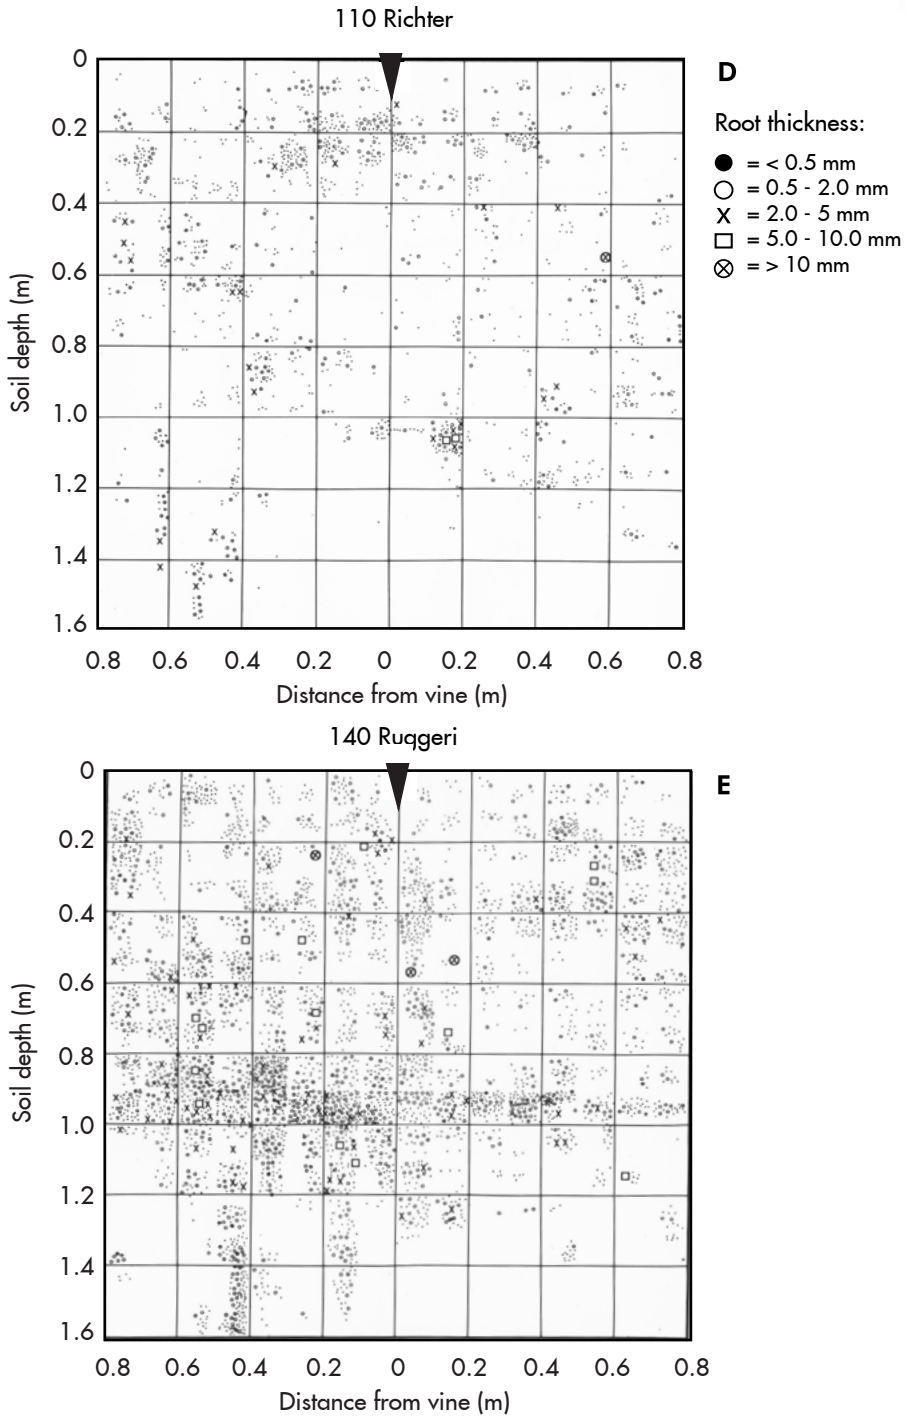 110 Richter
D
Root thickness:
= < 0.5 mm
= 0.5 - 2.0 mm
X = 2.0 - 5 mm
= 5.0 - 10.0 mm
= > 10 mm
0
0.2
0.4
0.6
0.8
1.0
1.2
1.4
1.6
Soil depth (m)
0.8 0.6 0.4 0.2 0 0.2 0.4 0.6 0.8
Distance from vine (m)
140 Ruggeri
E
0
0.2
0.4
0.6
0.8
1.0
1.2
1.4
1.6
Soil depth (m)
0.8 0.6 0.4 0.2 0 0.2 0.4 0.6 0.8
Distance from vine (m)